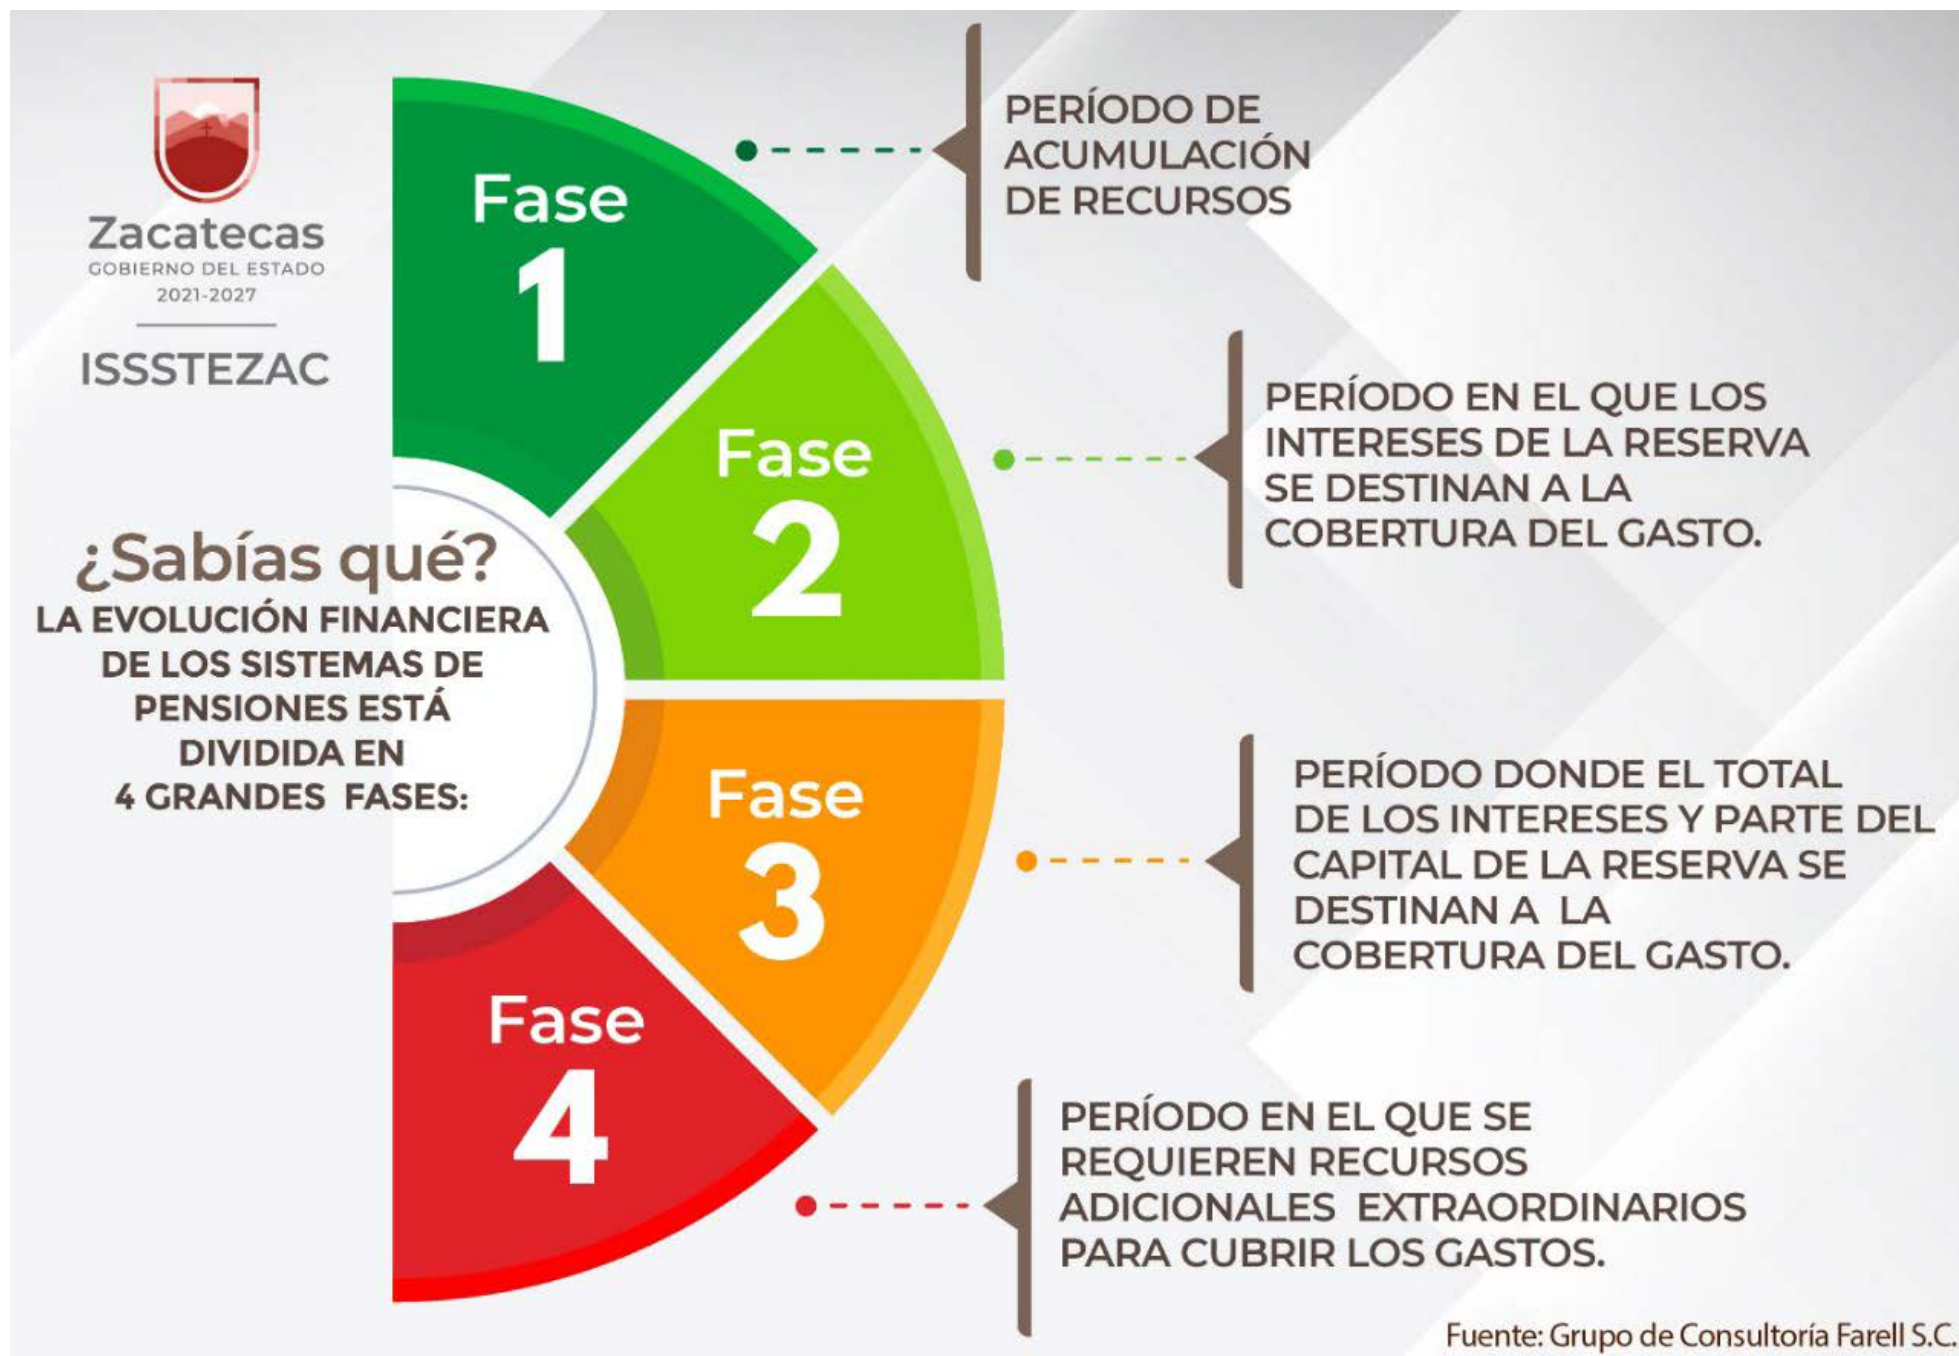 Zacatecas
GOBIERNO DEL ESTADO
2021-2027
ISSSTEZAC
¿Sabías qué?
LA EVOLUCIÓN FINANCIERA
DE LOS SISTEMAS DE
PENSIONES ESTÁ
DIVIDIDA EN
4 GRANDES FASES:
Fase
1
PERÍODO DE
ACUMULACIÓN
DE RECURSOS
Fase
2
PERÍODO EN EL QUE LOS
INTERESES DE LA RESERVA
SE DESTINAN A LA
COBERTURA DEL GASTO.
Fase
3
PERÍODO DONDE EL TOTAL
DE LOS INTERESES Y PARTE DEL
CAPITAL DE LA RESERVA SE
DESTINAN A LA
COBERTURA DEL GASTO.
Fase
4
PERÍODO EN EL QUE SE
REQUIEREN RECURSOS
ADICIONALES EXTRAORDINARIOS
PARA CUBRIR LOS GASTOS.
Fuente: Grupo de Consultoría Farell S.C.